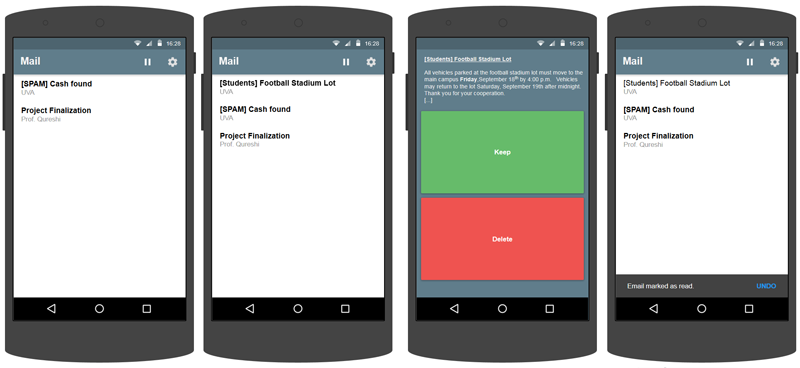 16:28
Mail
[SPAM] Cash found
UVA
Project Finalization
Prof. Qureshi
16:28
Mail
[Students] Football Stadium Lot
UVA
[SPAM] Cash found
UVA
Project Finalization
Prof. Qureshi
16:28
[Students] Football Stadium Lot
All vehicles parked at the football stadium lot must move to the
main campus Friday,September 18th by 4:00 p.m. Vehicles
may return to the lot Saturday, September 19th after midnight.
Thank you for your cooperation.
[...]
Keep
Delete
16:28
Mail
[Students] Football Stadium Lot
UVA
[SPAM] Cash found
UVA
Project Finalization
Prof. Qureshi
Email marked as read. UNDO